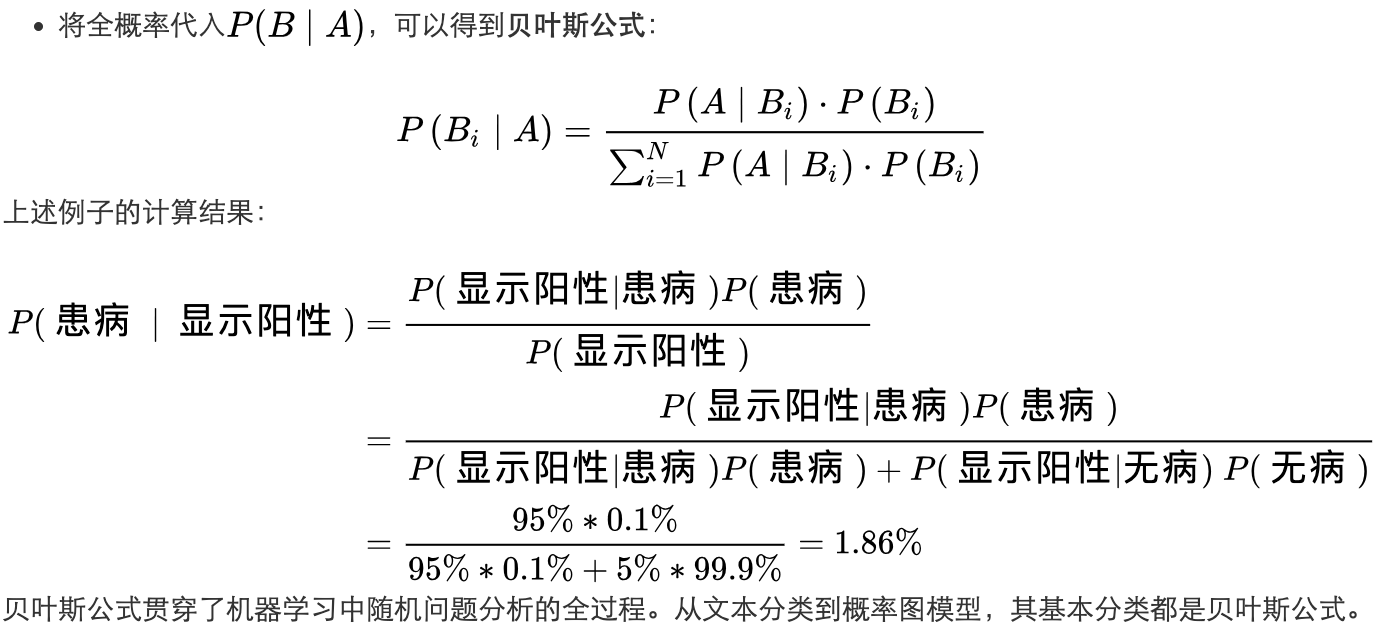 • 将全概率代入P(B | A)，可以得到贝叶斯公式：
P (B_i | A) = \frac{P (A | B_i) · P (B_i)}{\sum_{i=1}^{N} P (A | B_i) · P (B_i)}
上述例子的计算结果：
P( 患病 | 显示阳性 ) = \frac{P( 显示阳性|患病 )P( 患病 )}{P( 显示阳性 )}
= \frac{P( 显示阳性|患病 )P( 患病 )}{P( 显示阳性|患病 )P( 患病 ) + P( 显示阳性|无病) P( 无病 )}
= \frac{95% * 0.1%}{95% * 0.1% + 5% * 99.9%} = 1.86%
贝叶斯公式贯穿了机器学习中随机问题分析的全过程。从文本分类到概率图模型，其基本分类都是贝叶斯公式。